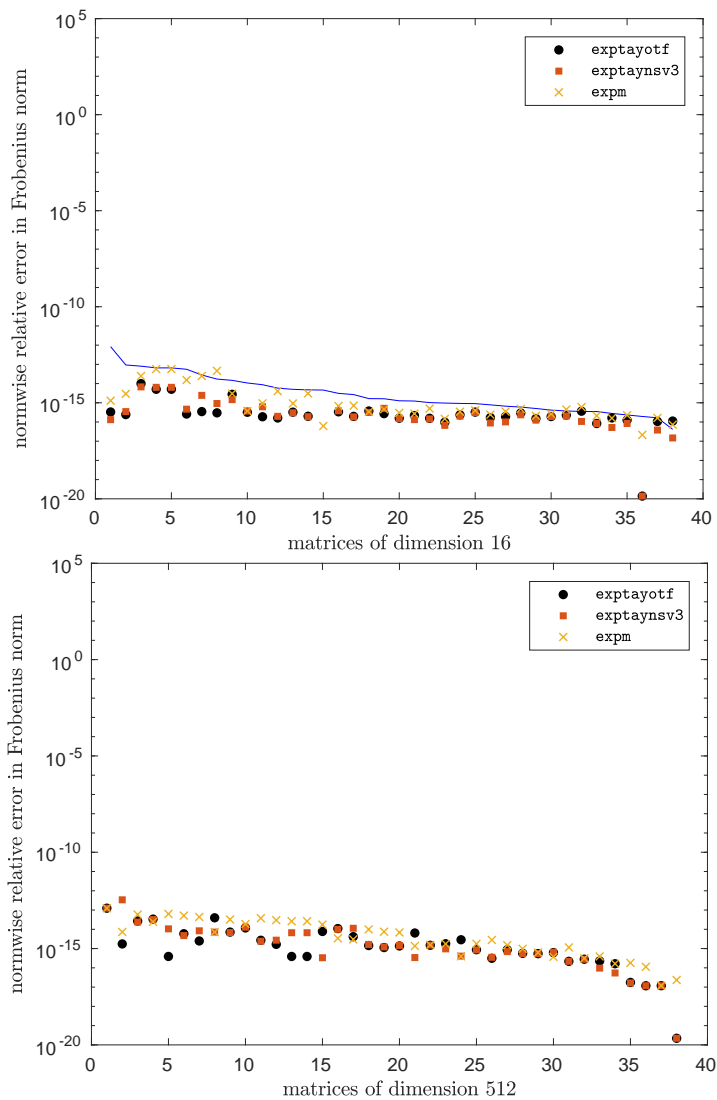 normwise relative error in Frobenius norm
10^5
10^0
10^-5
10^-10
10^-15
10^-20
exptayotf
exptaynsv3
expm
0 5 10 15 20 25 30 35 40
matrices of dimension 16
normwise relative error in Frobenius norm
10^5
10^0
10^-5
10^-10
10^-15
10^-20
exptayotf
exptaynsv3
expm
0 5 10 15 20 25 30 35 40
matrices of dimension 512